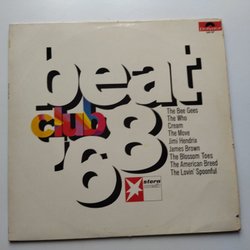 Polydor
beat
club
'68
The Bee Gees
The Who
Cream
The Move
Jimi Hendrix
James Brown
The Blossom Toes
The American Breed
The Lovin' Spoonful
stern